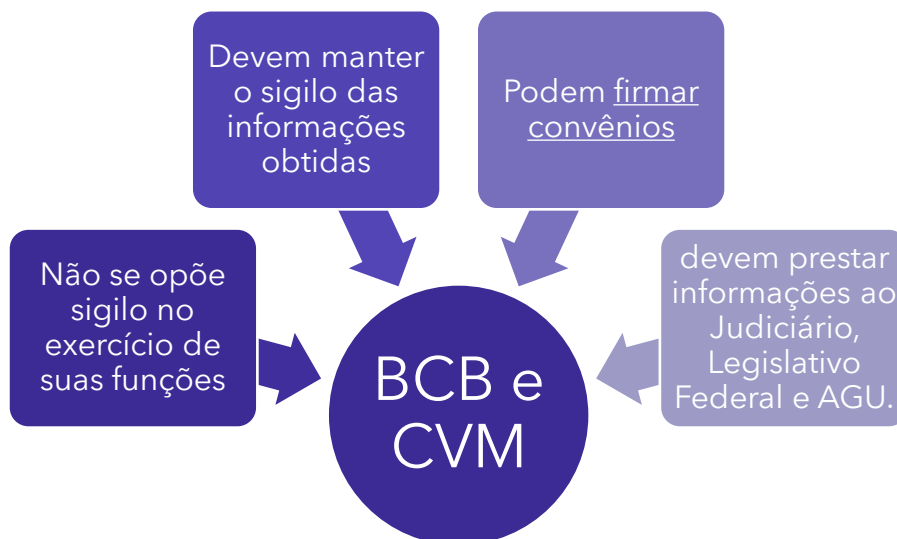 Devem manter
o sigilo das
informações
obtidas
Podem firmar
convênios
Não se opõe
sigilo no
exercício de
suas funções
devem prestar
informações ao
Judiciário,
Legislativo
Federal e AGU.
BCB e
CVM